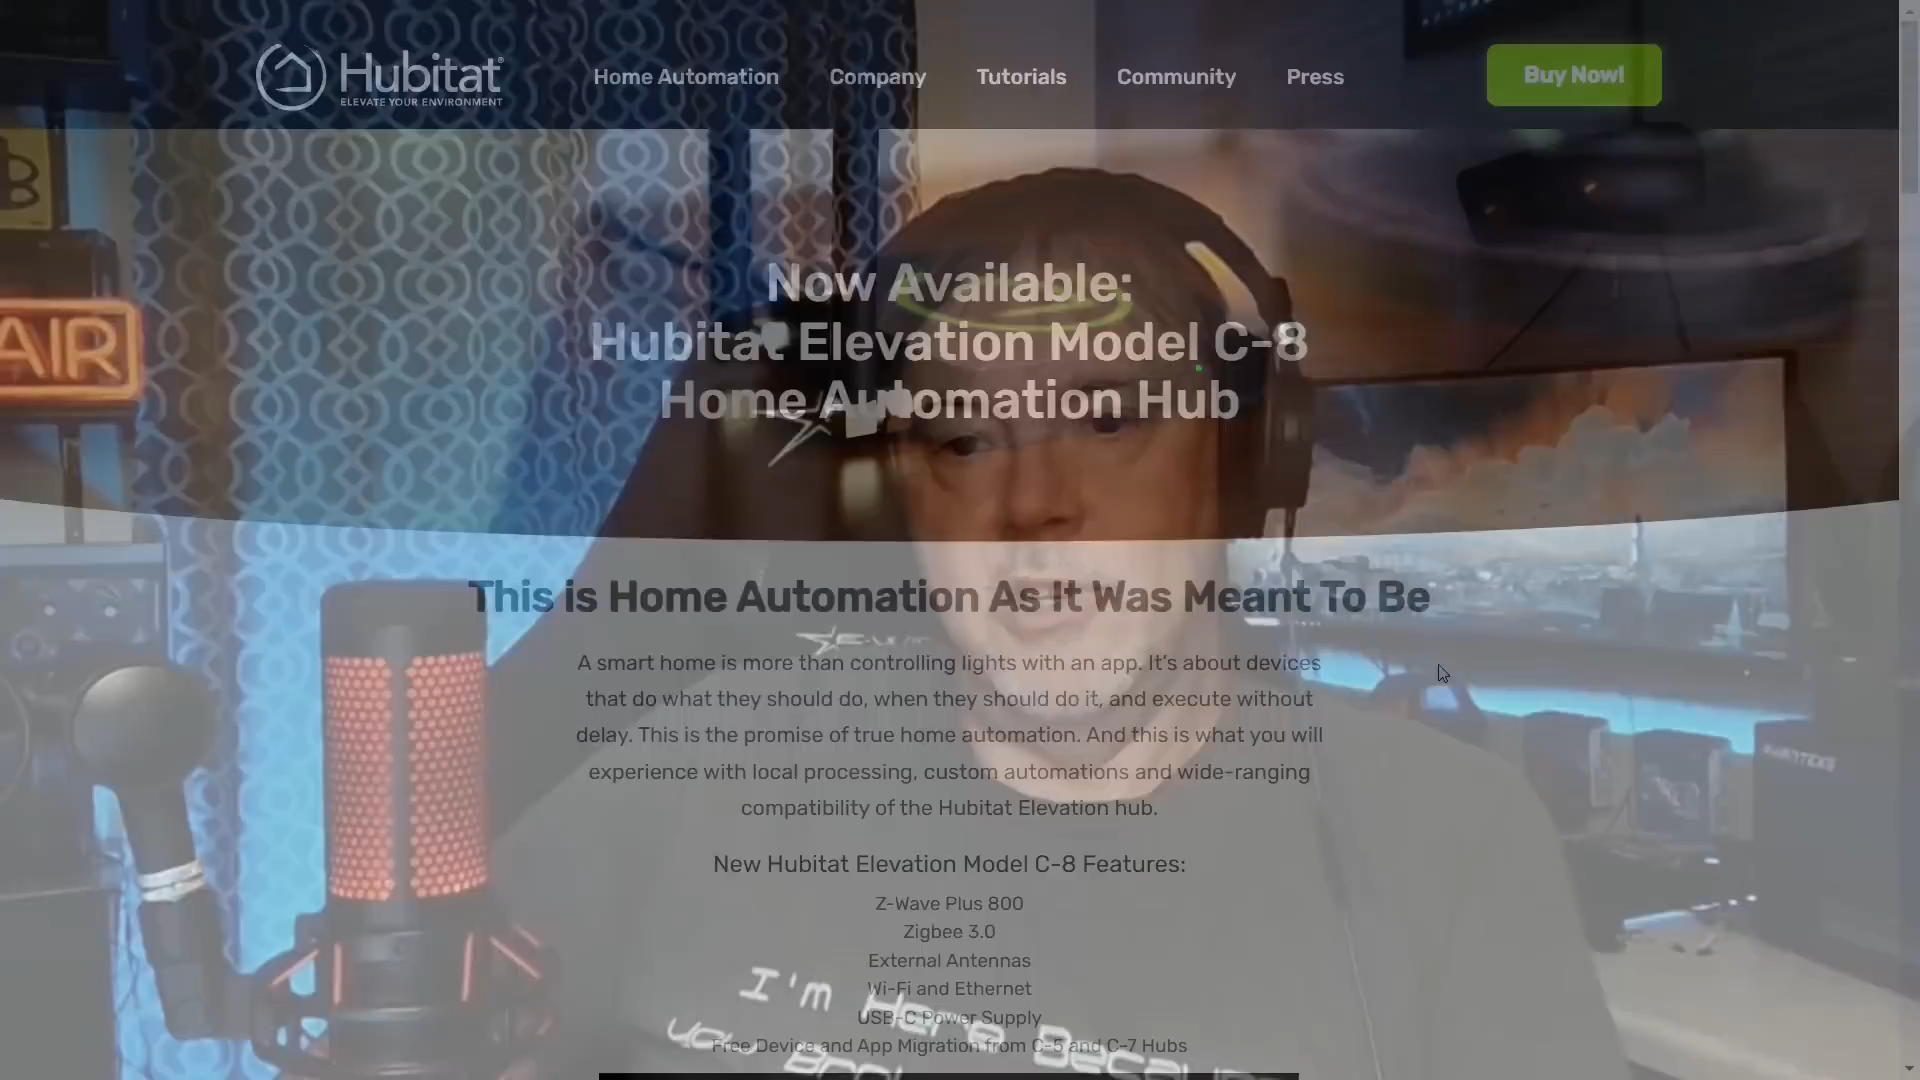 Hubitat®
ELEVATE YOUR ENVIRONMENT
Home Automation
Company
Tutorials
Community
Press
Buy Now!
AIR
Now Available:
Hubitat Elevation Model C-8
Home Automation Hub
This is Home Automation As It Was Meant To Be
A smart home is more than controlling lights with an app. It's about devices
that do what they should do, when they should do it, and execute without
delay. This is the promise of true home automation. And this is what you will
experience with local processing, custom automations and wide-ranging
compatibility of the Hubitat Elevation hub.
New Hubitat Elevation Model C-8 Features:
Z-Wave Plus 800
Zigbee 3.0
External Antennas
Wi-Fi and Ethernet
USB-C Power Supply
Free Device and App Migration from C-5 and C-7 Hubs
I'm Here Because
you